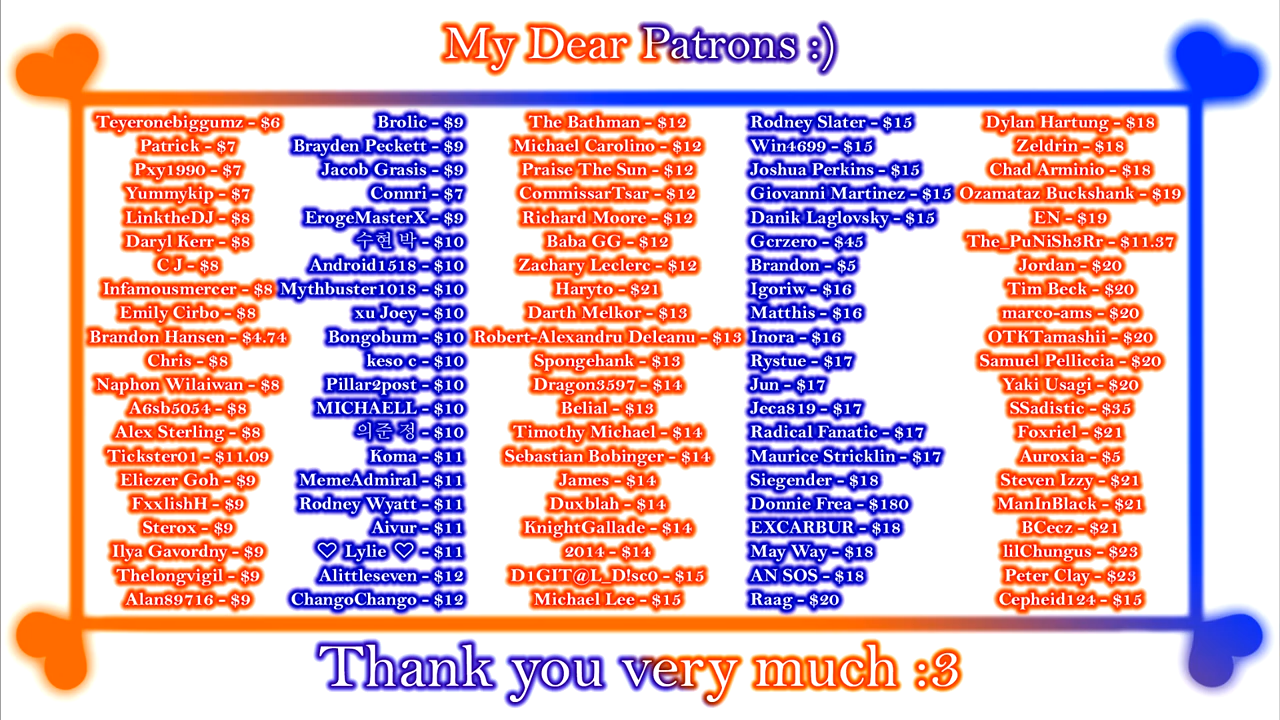 My Dear Patrons :)
Teyeronebiggumz - $6
Patrick - $7
Pxy1990 - $7
Yummykip - $7
LinktheDJ - $8
Daryl Kerr - $8
C J - $8
Infamousmercer - $8
Emily Cirbo - $8
Brandon Hansen - $4.74
Chris - $8
Naphon Wilaiwan - $8
A6sb5054 - $8
Alex Sterling - $8
Tickster01 - $11.09
Eliezer Goh - $9
FxxlishH - $9
Sterox - $9
Ilya Gavordny - $9
Thelongvigil - $9
Alan89716 - $9
Brolic - $9
Brayden Peckett - $9
Jacob Grasis - $9
Connri - $7
ErogeMasterX - $9
수현 박 - $10
Android1518 - $10
Mythbuster1018 - $10
xu Joey - $10
Bongobum - $10
keso c - $10
Pillar2post - $10
MICHAELL - $10
의준 정 - $10
Koma - $11
MemeAdmiral - $11
Rodney Wyatt - $11
Aivur - $11
♡ Lylie ♡ - $11
Alittleseven - $12
ChangoChango - $12
The Bathman - $12
Michael Carolino - $12
Praise The Sun - $12
CommissarTsar - $12
Richard Moore - $12
Baba GG - $12
Zachary Leclerc - $12
Haryto - $21
Darth Melkor - $13
Robert-Alexandru Deleanu - $13
Spongehank - $13
Dragon3597 - $14
Belial - $13
Timothy Michael - $14
Sebastian Bobinger - $14
James - $14
Duxblah - $14
KnightGallade - $14
2014 - $14
D1GIT@L_D!sc0 - $15
Michael Lee - $15
Rodney Slater - $15
Win4699 - $15
Joshua Perkins - $15
Giovanni Martinez - $15
Danik Laglovsky - $15
Gcrzero - $45
Brandon - $5
Igoriw - $16
Matthis - $16
Inora - $16
Rystue - $17
Jun - $17
Jeca819 - $17
Radical Fanatic - $17
Maurice Stricklin - $17
Siegender - $18
Donnie Frea - $180
EXCARBUR - $18
May Way - $18
AN SOS - $18
Raag - $20
Dylan Hartung - $18
Zeldrin - $18
Chad Arminio - $18
Ozamataz Buckshank - $19
EN - $19
The_PuNiSh3Rr - $11.37
Jordan - $20
Tim Beck - $20
marco-ams - $20
OTKTamashii - $20
Samuel Pelliccia - $20
Yaki Usagi - $20
SSadistic - $35
Foxriel - $21
Auroxia - $5
Steven Izzy - $21
ManInBlack - $21
BCecz - $21
lilChungus - $23
Peter Clay - $23
Cepheid124 - $15
Thank you very much :3